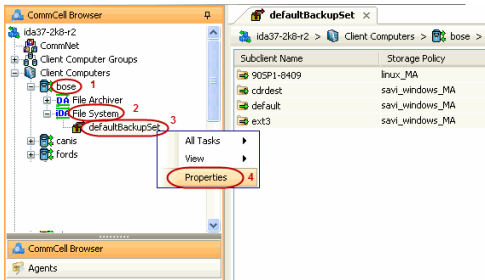 CommCell Browser
ida37-2k8-r2
CommNet
Client Computer Groups
Client Computers
bose 1
DA File Archiver
iDA File System 2
defaultBackupSet 3
canis
fords
All Tasks
View
Properties 4
CommCell Browser
Agents
defaultBackupSet
ida37-2k8-r2 > Client Computers > bose >
Subclient Name Storage Policy
90SP1-8409 linux_MA
cdrdest savi_windows_MA
default savi_windows_MA
ext3 savi_windows_MA